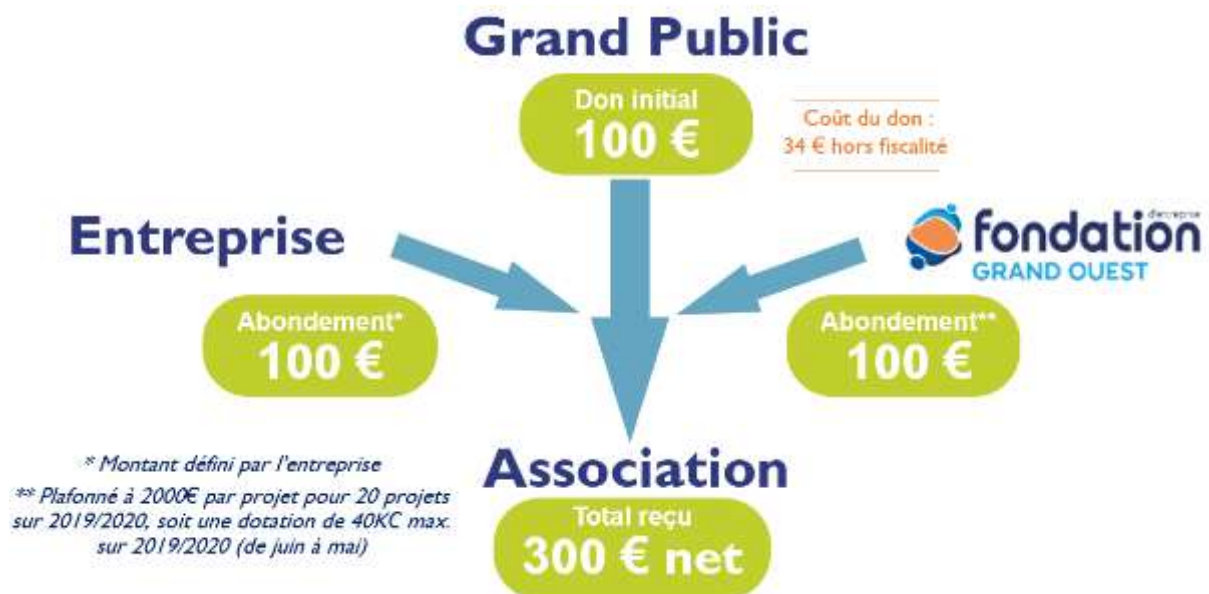 Grand Public
Don initial
100 €
Coût du don :
34 € hors fiscalité
Entreprise
Abondement*
100 €
d'entreprise
fondation
GRAND OUEST
Abondement**
100 €
* Montant défini par l'entreprise
** Plafonné à 2000€ par projet pour 20 projets
sur 2019/2020, soit une dotation de 40KC max.
sur 2019/2020 (de juin à mai)
Association
Total reçu
300 € net